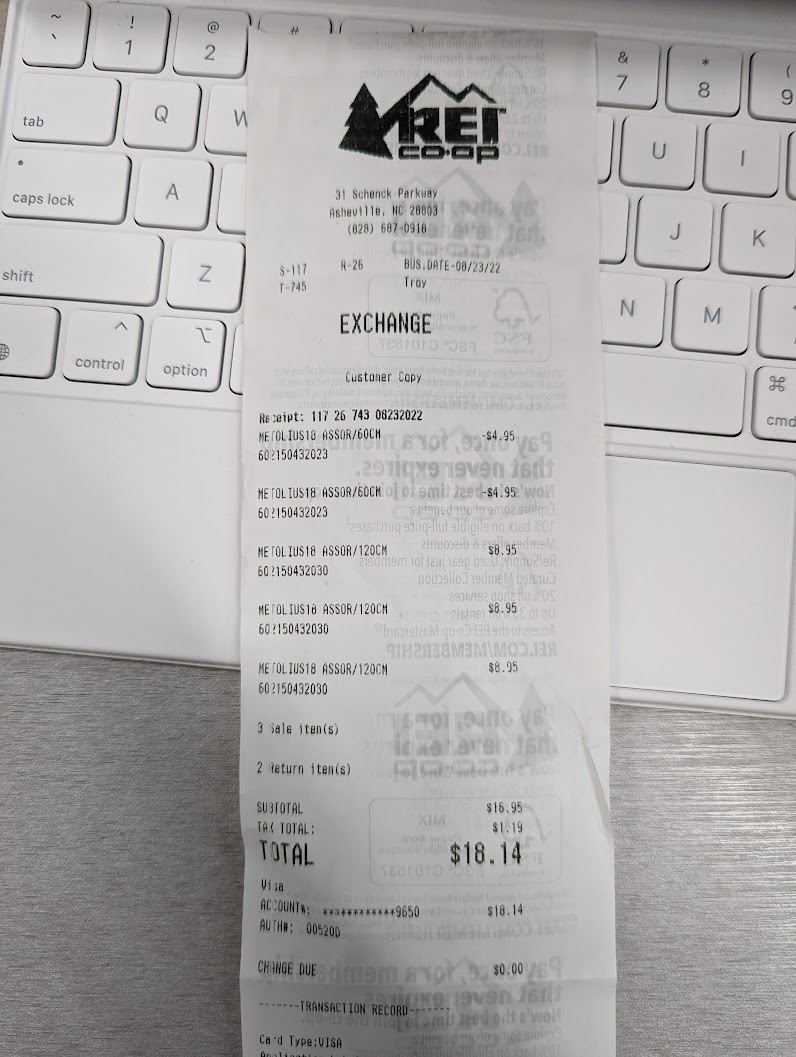 ~
`
!
1
@
2
#
&
7
*
8
(
9
tab
Q
W
U
I
caps lock
A
J
K
shift
Z
N
M
control
option
cmd
REI
co-op
31 Schenck Parkway
Asheville, NC 28803
(828) 687-0918
S-117 R-26 BUS.DATE-08/23/22
T-745 Troy
EXCHANGE
Customer Copy
Receipt: 117 26 743 08232022
METOLIUS18 ASSOR/60CM -$4.95
602150432023
METOLIUS18 ASSOR/60CM -$4.95
602150432023
METOLIUS18 ASSOR/120CM $8.95
602150432030
METOLIUS18 ASSOR/120CM $8.95
602150432030
METOLIUS18 ASSOR/120CM $8.95
602150432030
3 Sale item(s)
2 Return item(s)
SUBTOTAL $16.95
TAX TOTAL: $1.19
TOTAL $18.14
Visa
ACCOUNT#: ************9650 $18.14
AUTH#: 00520D
CHANGE DUE $0.00
-------TRANSACTION RECORD-------
Card Type:VISA